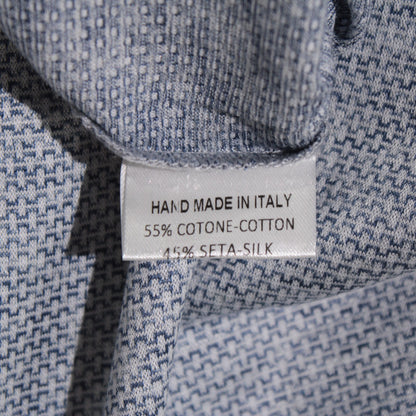 HAND MADE IN ITALY
55% COTONE-COTTON
45% SETA-SILK